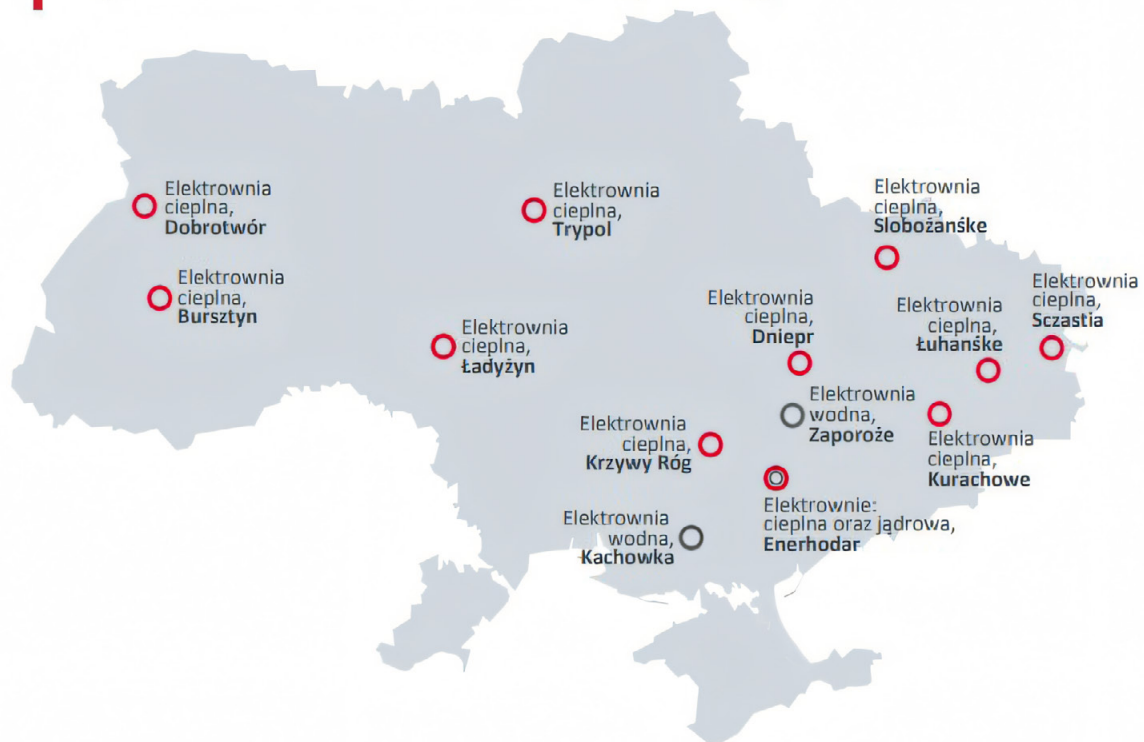 Elektrownia
cieplna,
Dobrotwór
Elektrownia
cieplna,
Trypol
Elektrownia
cieplna,
Slobożanśke
Elektrownia
cieplna,
Bursztyn
Elektrownia
cieplna,
Sczastia
Elektrownia
cieplna,
Dniepr
Elektrownia
cieplna,
Łuhanśke
Elektrownia
cieplna,
Ładyżyn
Elektrownia
wodna,
Zaporoże
Elektrownia
cieplna,
Krzywy Róg
Elektrownia
cieplna,
Kurachowe
Elektrownie:
cieplna oraz jądrowa,
Enerhodar
Elektrownia
wodna,
Kachowka